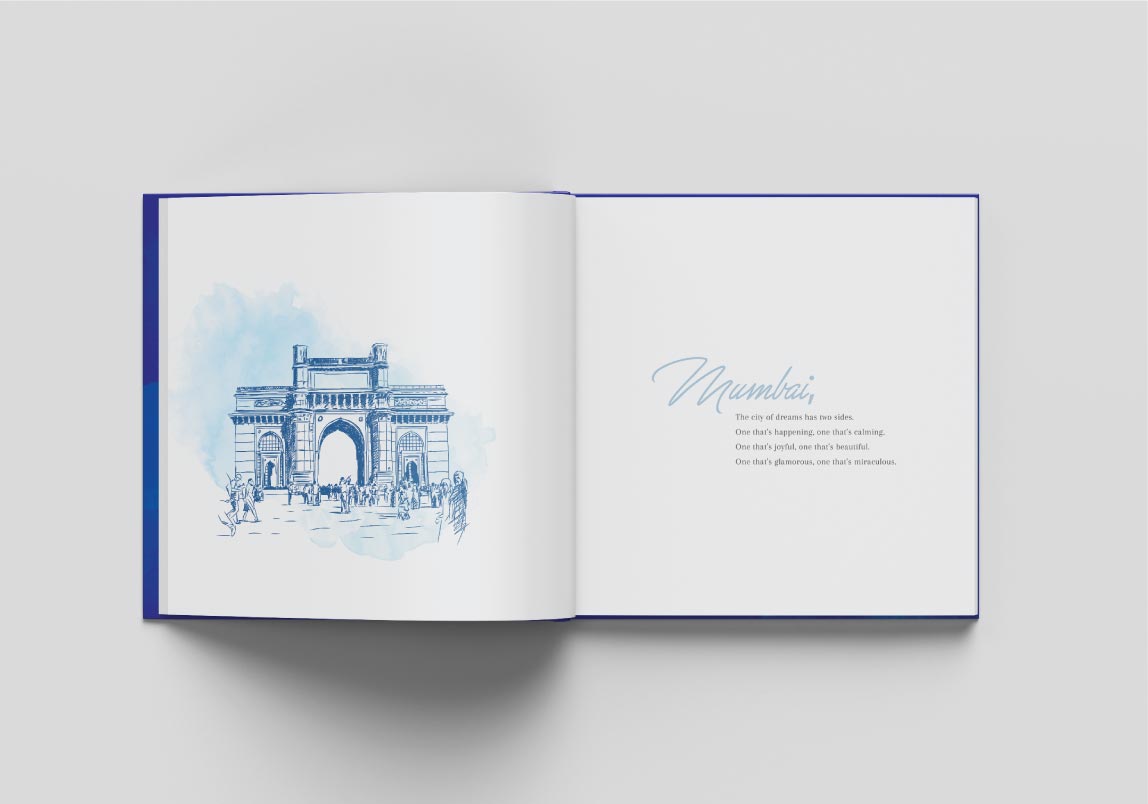 Mumbai,
The city of dreams has two sides.
One that's happening, one that's calming.
One that's joyful, one that's beautiful.
One that's glamorous, one that's miraculous.